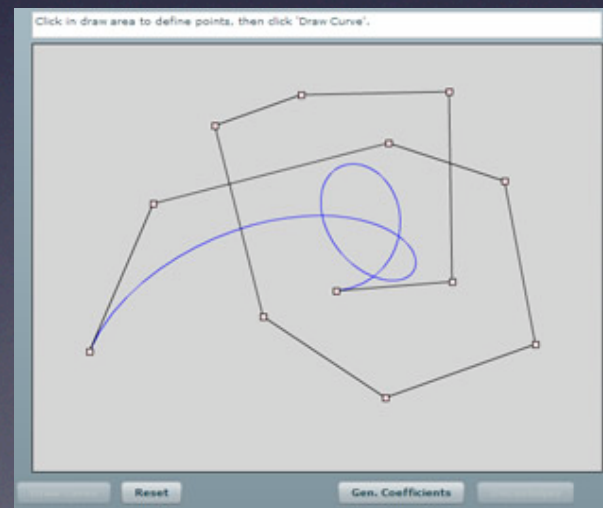 Click in draw area to define points, then click 'Draw Curve'.
Reset
Gen. Coefficients